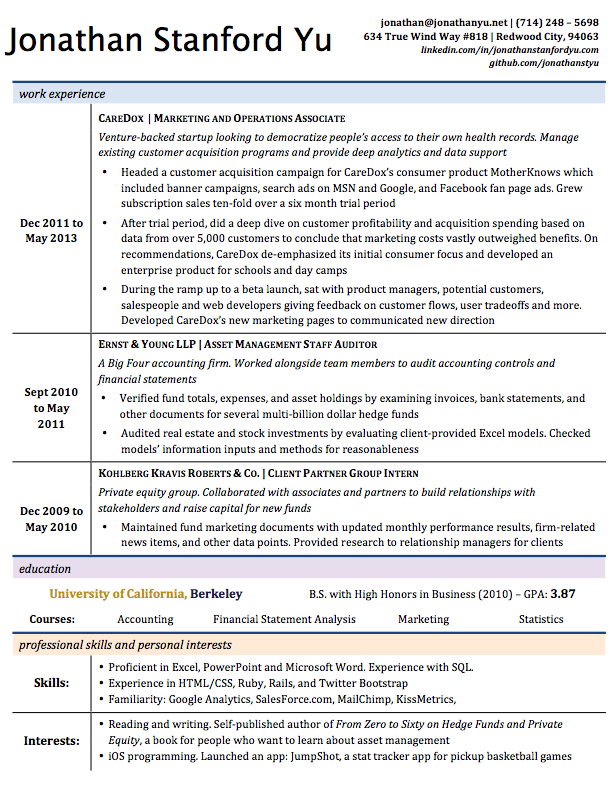 Jonathan Stanford Yu
jonathan@jonathanyu.net | (714) 248 – 5698
634 True Wind Way #818 | Redwood City, 94063
linkedin.com/in/jonathanstanfordyu.com
github.com/jonathanstyu
work experience
Dec 2011 to
May 2013
CAREDOX | MARKETING AND OPERATIONS ASSOCIATE
Venture-backed startup looking to democratize people's access to their own health records. Manage
existing customer acquisition programs and provide deep analytics and data support
• Headed a customer acquisition campaign for CareDox's consumer product MotherKnows which
included banner campaigns, search ads on MSN and Google, and Facebook fan page ads. Grew
subscription sales ten-fold over a six month trial period
• After trial period, did a deep dive on customer profitability and acquisition spending based on
data from over 5,000 customers to conclude that marketing costs vastly outweighed benefits. On
recommendations, CareDox de-emphasized its initial consumer focus and developed an
enterprise product for schools and day camps
• During the ramp up to a beta launch, sat with product managers, potential customers,
salespeople and web developers giving feedback on customer flows, user tradeoffs and more.
Developed CareDox's new marketing pages to communicated new direction
Sept 2010
to May
2011
ERNST & YOUNG LLP | ASSET MANAGEMENT STAFF AUDITOR
A Big Four accounting firm. Worked alongside team members to audit accounting controls and
financial statements
• Verified fund totals, expenses, and asset holdings by examining invoices, bank statements, and
other documents for several multi-billion dollar hedge funds
• Audited real estate and stock investments by evaluating client-provided Excel models. Checked
models' information inputs and methods for reasonableness
Dec 2009 to
May 2010
KOHLBERG KRAVIS ROBERTS & CO. | CLIENT PARTNER GROUP INTERN
Private equity group. Collaborated with associates and partners to build relationships with
stakeholders and raise capital for new funds
• Maintained fund marketing documents with updated monthly performance results, firm-related
news items, and other data points. Provided research to relationship managers for clients
education
University of California, Berkeley B.S. with High Honors in Business (2010) – GPA: 3.87
Courses: Accounting Financial Statement Analysis Marketing Statistics
professional skills and personal interests
Skills:
• Proficient in Excel, PowerPoint and Microsoft Word. Experience with SQL.
• Experience in HTML/CSS, Ruby, Rails, and Twitter Bootstrap
• Familiarity: Google Analytics, SalesForce.com, MailChimp, KissMetrics,
Interests:
• Reading and writing. Self-published author of From Zero to Sixty on Hedge Funds and Private
Equity, a book for people who want to learn about asset management
• iOS programming. Launched an app: JumpShot, a stat tracker app for pickup basketball games